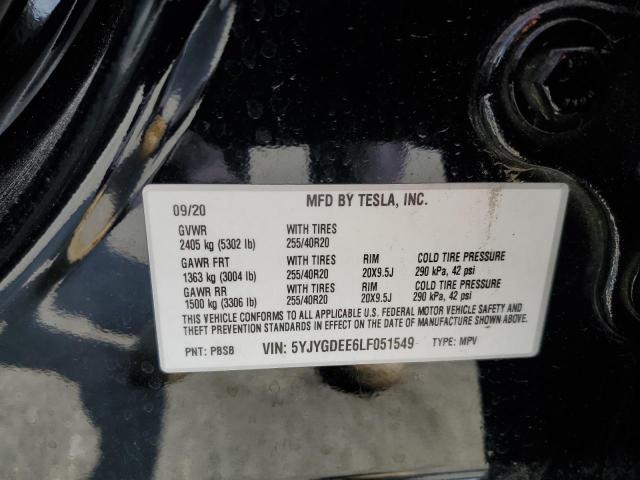 09/20 MFD BY TESLA, INC.
GVWR WITH TIRES
2405 kg (5302 lb) 255/40R20
GAWR FRT WITH TIRES RIM COLD TIRE PRESSURE
1363 kg (3004 lb) 255/40R20 20X9.5J 290 kPa, 42 psi
GAWR RR WITH TIRES RIM COLD TIRE PRESSURE
1500 kg (3306 lb) 255/40R20 20X9.5J 290 kPa, 42 psi
THIS VEHICLE CONFORMS TO ALL APPLICABLE U.S. FEDERAL MOTOR VEHICLE SAFETY AND
THEFT PREVENTION STANDARDS IN EFFECT ON THE DATE OF MANUFACTURE SHOWN ABOVE.
PNT: PBSB VIN: 5YJYGDEE6LF051549 TYPE: MPV